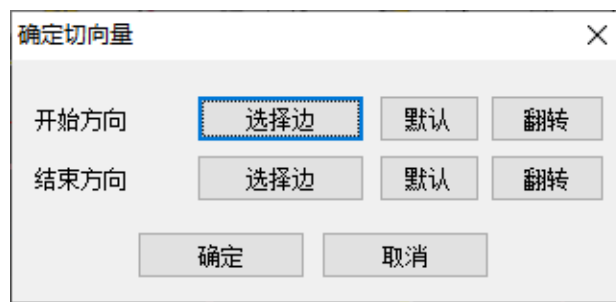 确定切向量
开始方向 选择边 默认 翻转
结束方向 选择边 默认 翻转
确定 取消